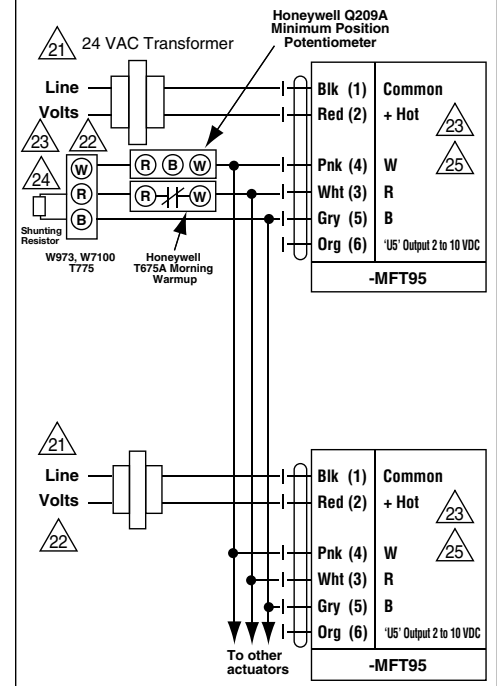 Honeywell Q209A
Minimum Position
Potentiometer
21 24 VAC Transformer
Line
Volts
Blk (1) Common
Red (2) + Hot
23
23 22
Pnk (4) W
25
24
W
R B W
Wht (3) R
R
R W
Gry (5) B
B
Org (6) 'U5' Output 2 to 10 VDC
Shunting
Resistor
W973, W7100
T775
Honeywell
T675A Morning
Warmup
-MFT95
21
Line
Volts
22
Blk (1) Common
Red (2) + Hot
23
Pnk (4) W
25
Wht (3) R
Gry (5) B
Org (6) 'U5' Output 2 to 10 VDC
To other
actuators
-MFT95